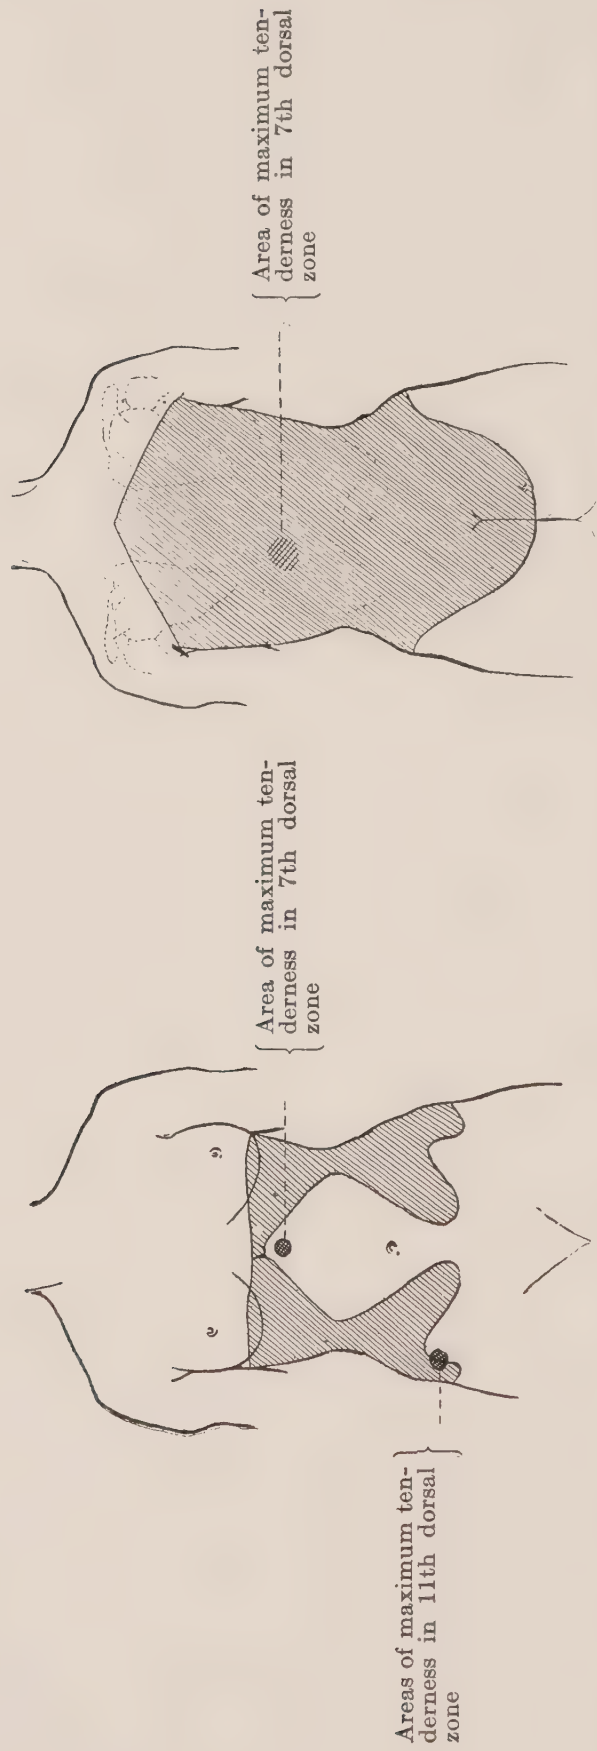 Areas of maximum ten-
derness in 11th dorsal
zone
Area of maximum ten-
derness in 7th dorsal
zone
Area of maximum ten-
derness in 7th dorsal
zone